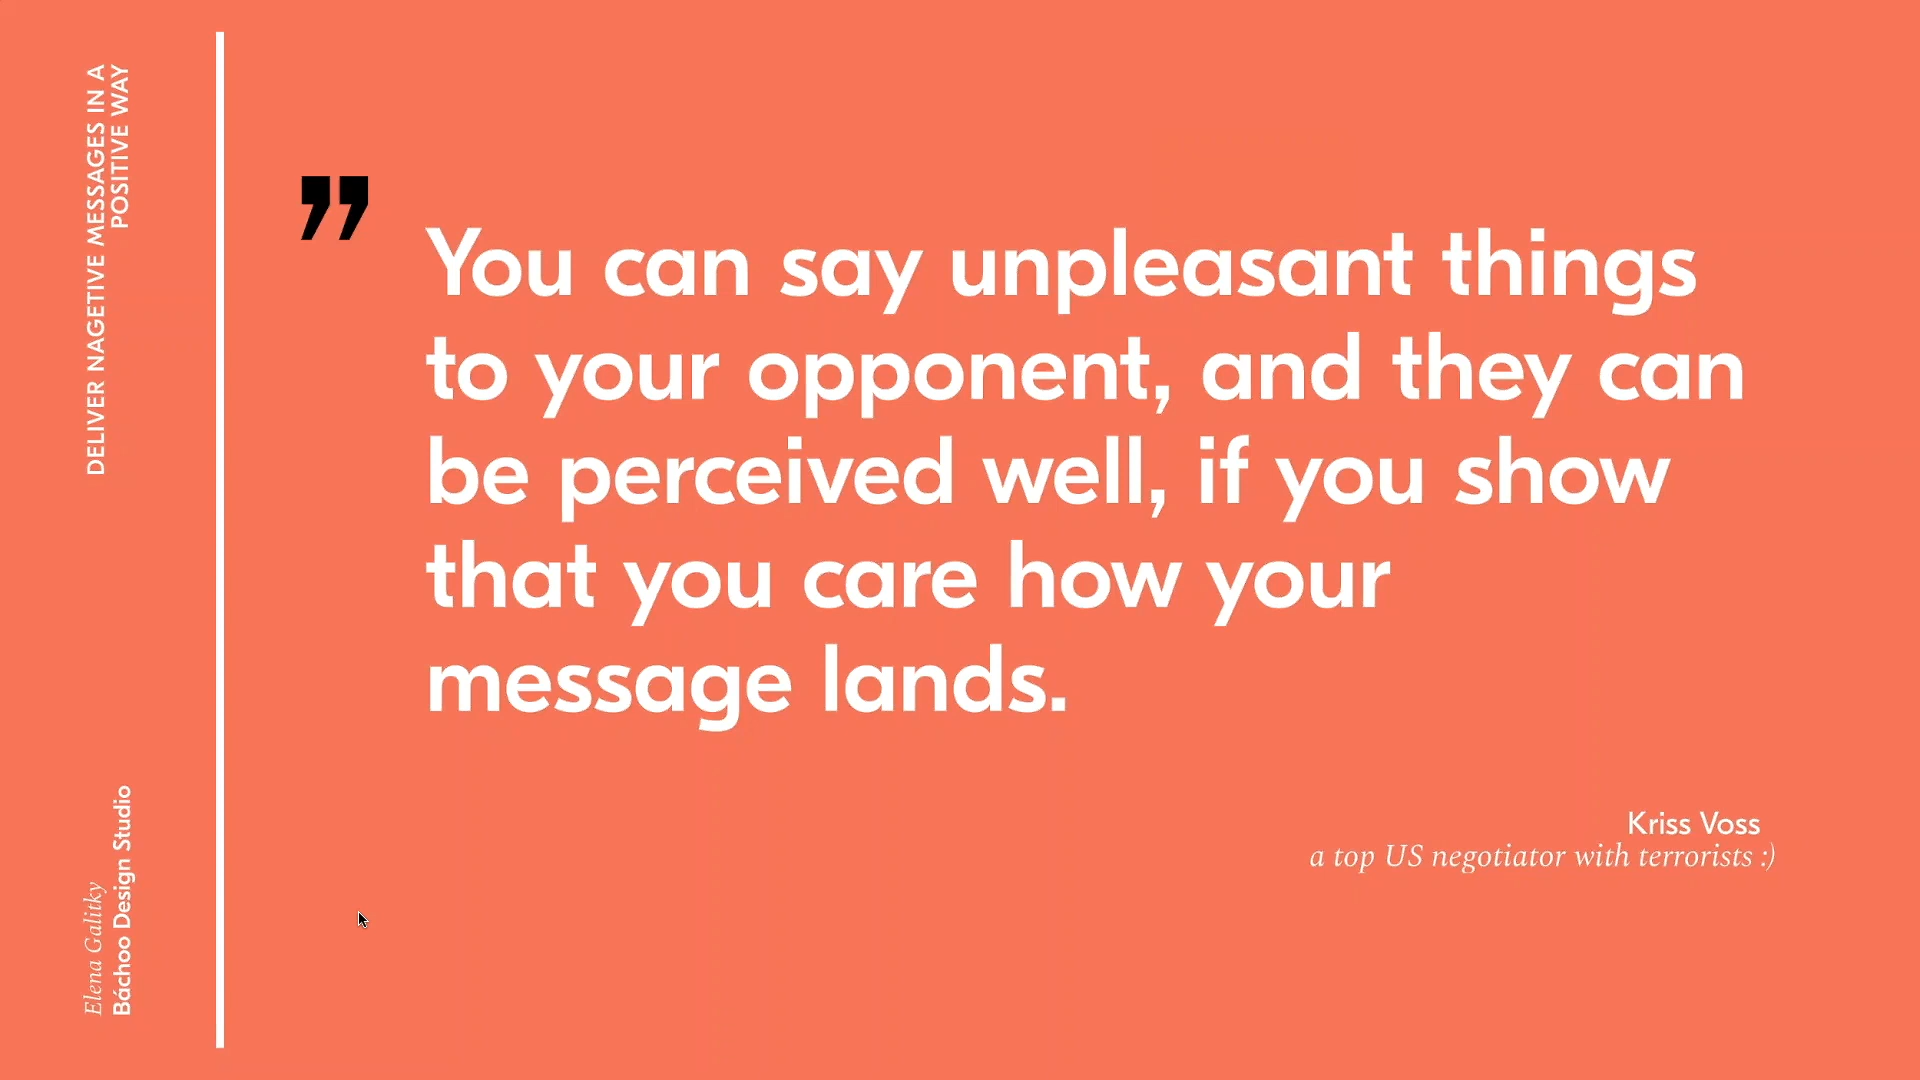 DELIVER NAGETIVE MESSAGES IN A
POSITIVE WAY
”
You can say unpleasant things
to your opponent, and they can
be perceived well, if you show
that you care how your
message lands.
Kriss Voss
a top US negotiator with terrorists :)
Elena Galitky
Báchoo Design Studio